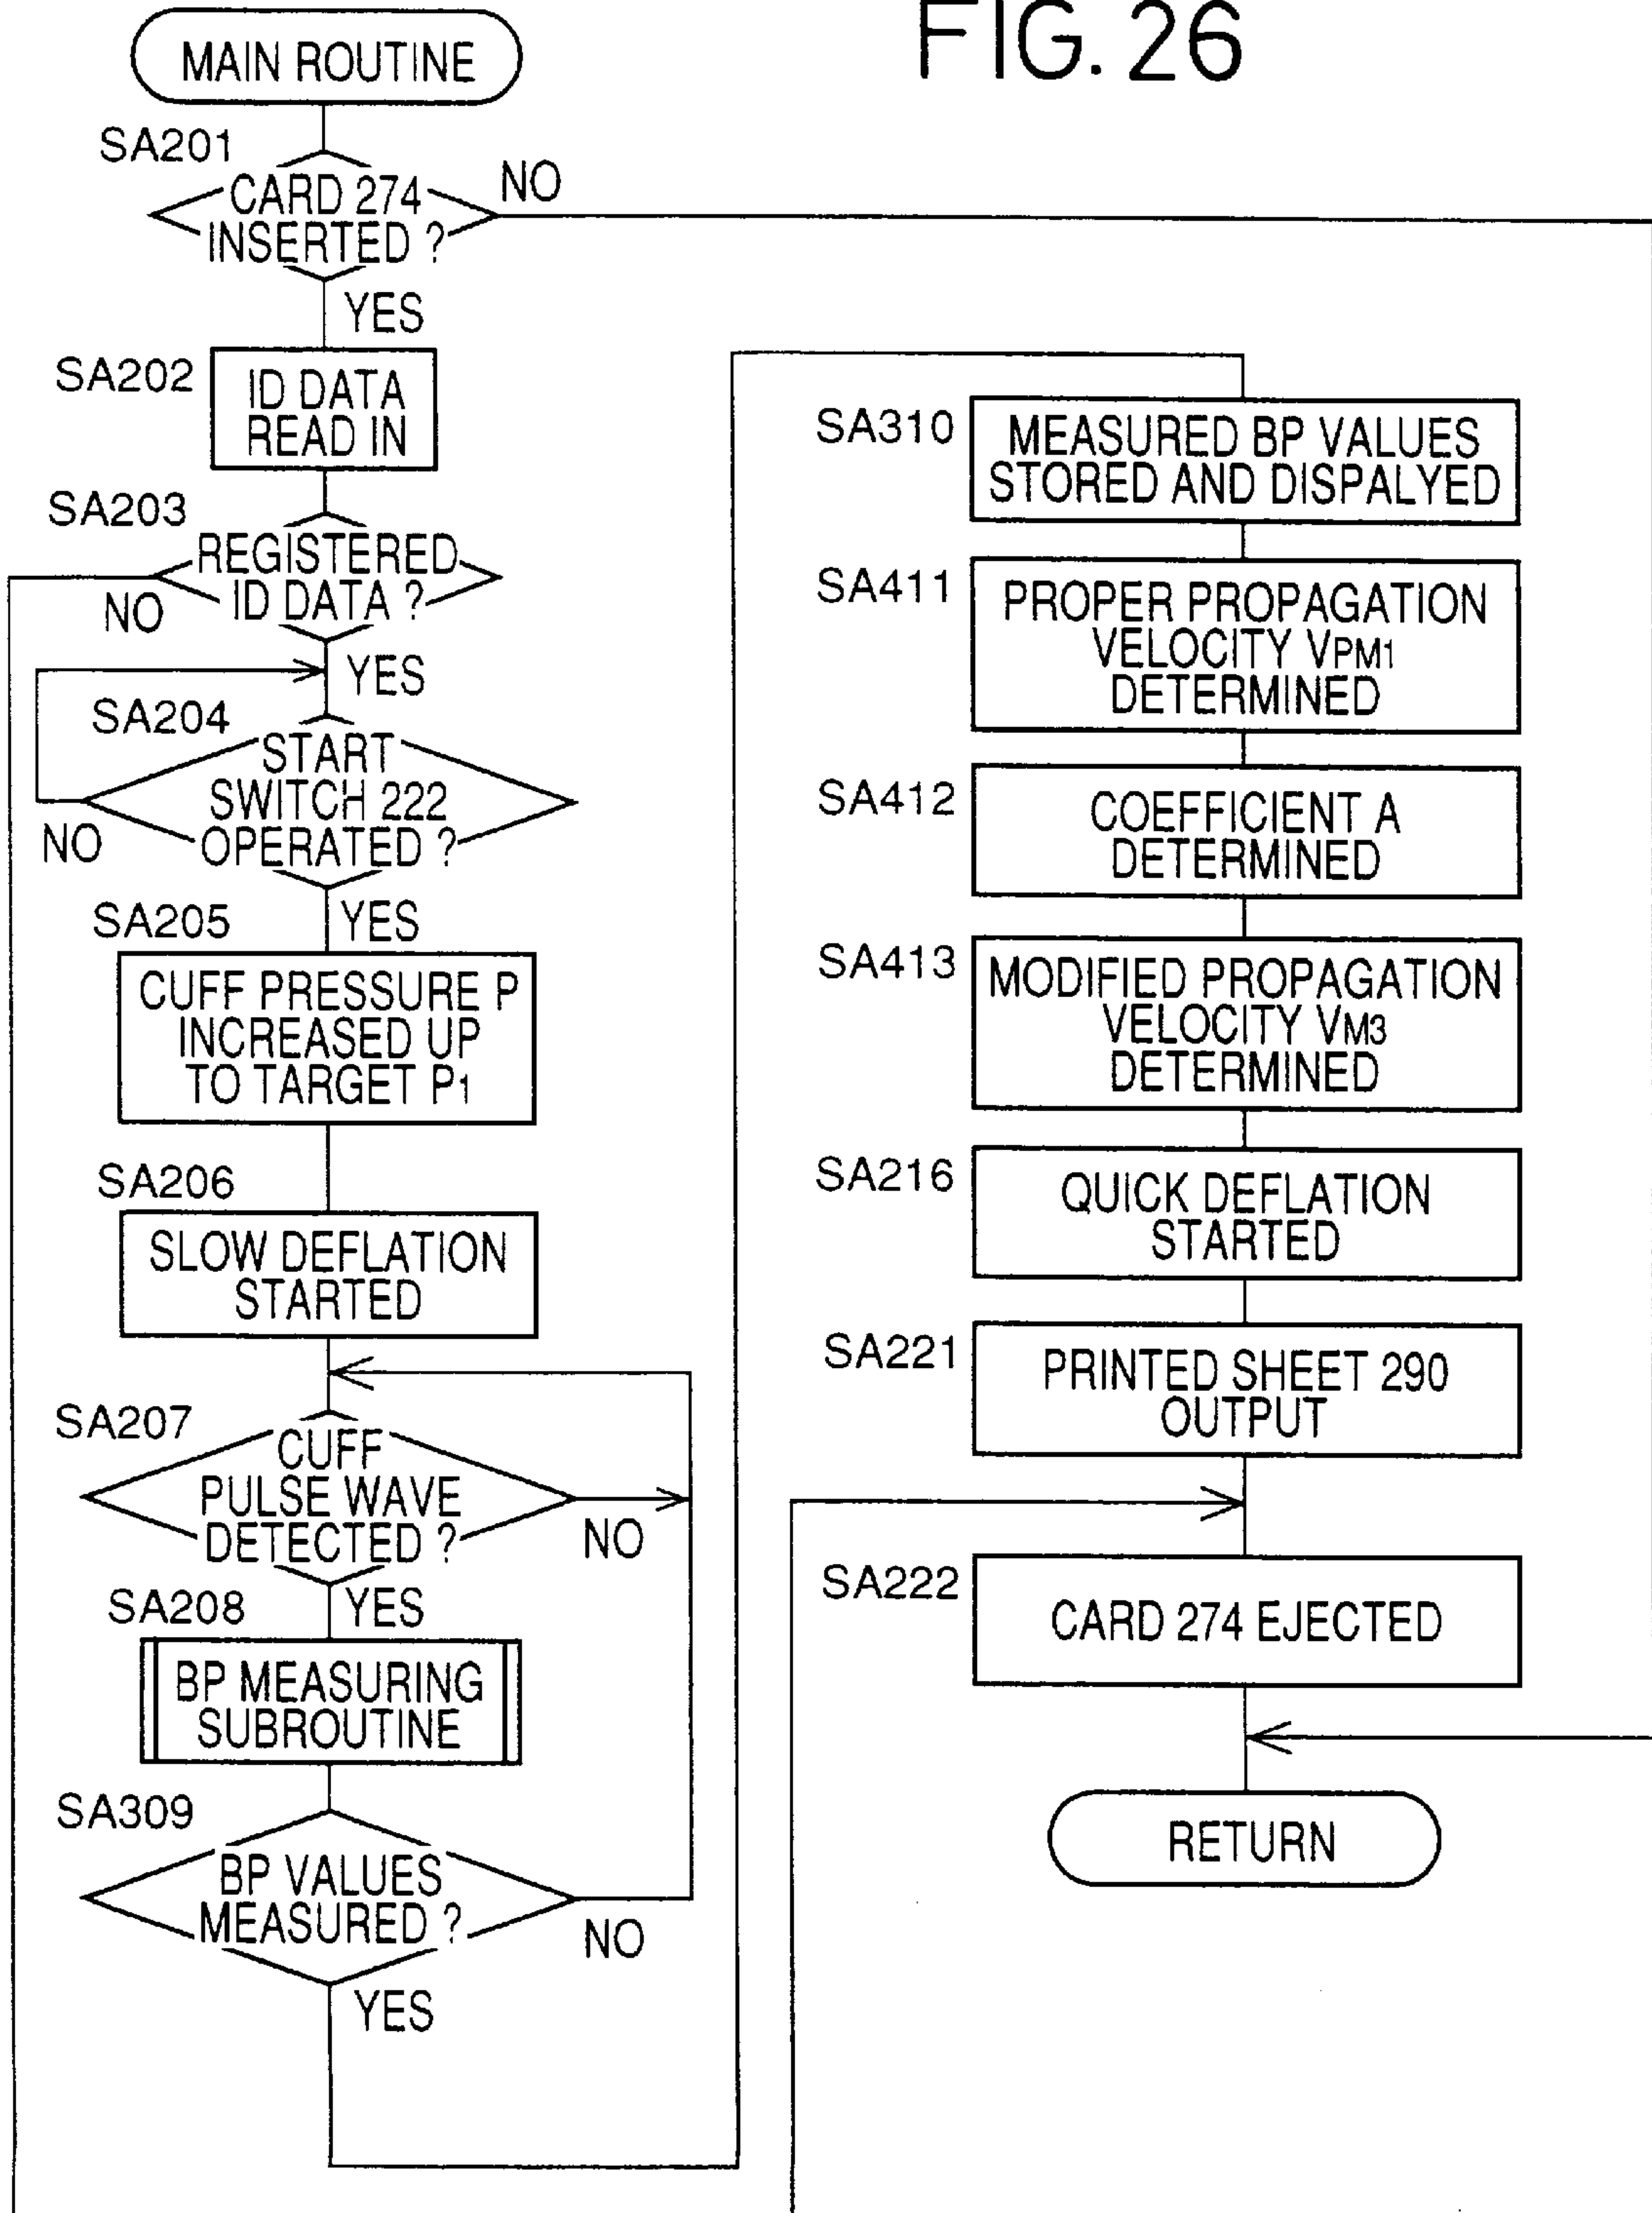 FIG. 26
MAIN ROUTINE
SA201
CARD 274
INSERTED ?
NO
YES
SA202
ID DATA
READ IN
SA203
REGISTERED
ID DATA ?
NO
YES
SA204
START
SWITCH 222
OPERATED ?
NO
YES
SA205
CUFF PRESSURE P
INCREASED UP
TO TARGET P1
SA206
SLOW DEFLATION
STARTED
SA207
CUFF
PULSE WAVE
DETECTED ?
NO
YES
SA208
BP MEASURING
SUBROUTINE
SA309
BP VALUES
MEASURED ?
NO
YES
SA310
MEASURED BP VALUES
STORED AND DISPALYED
SA411
PROPER PROPAGATION
VELOCITY VPM1
DETERMINED
SA412
COEFFICIENT A
DETERMINED
SA413
MODIFIED PROPAGATION
VELOCITY VM3
DETERMINED
SA216
QUICK DEFLATION
STARTED
SA221
PRINTED SHEET 290
OUTPUT
SA222
CARD 274 EJECTED
RETURN